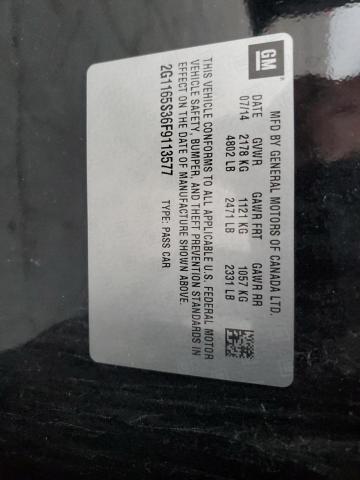 GM
MFD BY GENERAL MOTORS OF CANADA LTD.
DATE GVWR GAWR FRT GAWR RR
07/14 2178 KG 1121 KG 1057 KG
4802 LB 2471 LB 2331 LB
THIS VEHICLE CONFORMS TO ALL APPLICABLE U.S. FEDERAL MOTOR
VEHICLE SAFETY, BUMPER, AND THEFT PREVENTION STANDARDS IN
EFFECT ON THE DATE OF MANUFACTURE SHOWN ABOVE.
2G1165S36F9113577 TYPE: PASS CAR